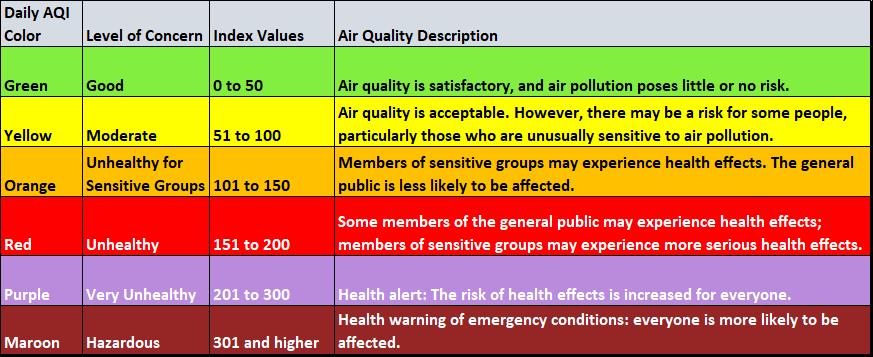 Daily AQI
Color
Level of Concern
Index Values
Air Quality Description
Green
Good
0 to 50
Air quality is satisfactory, and air pollution poses little or no risk.
Yellow
Moderate
51 to 100
Air quality is acceptable. However, there may be a risk for some people,
particularly those who are unusually sensitive to air pollution.
Orange
Unhealthy for
Sensitive Groups
101 to 150
Members of sensitive groups may experience health effects. The general
public is less likely to be affected.
Red
Unhealthy
151 to 200
Some members of the general public may experience health effects;
members of sensitive groups may experience more serious health effects.
Purple
Very Unhealthy
201 to 300
Health alert: The risk of health effects is increased for everyone.
Maroon
Hazardous
301 and higher
Health warning of emergency conditions: everyone is more likely to be
affected.